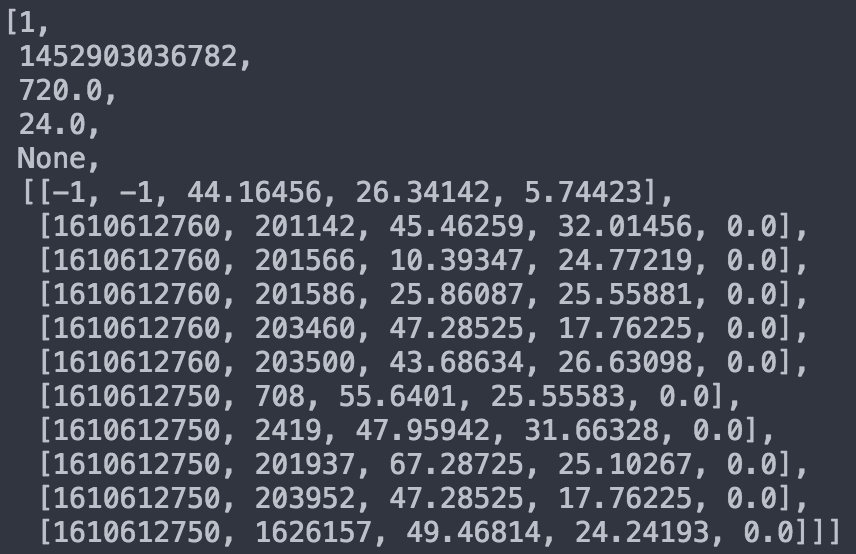 [1,
1452903036782,
720.0,
24.0,
None,
[[-1, -1, 44.16456, 26.34142, 5.74423],
[1610612760, 201142, 45.46259, 32.01456, 0.0],
[1610612760, 201566, 10.39347, 24.77219, 0.0],
[1610612760, 201586, 25.86087, 25.55881, 0.0],
[1610612760, 203460, 47.28525, 17.76225, 0.0],
[1610612760, 203500, 43.68634, 26.63098, 0.0],
[1610612750, 708, 55.6401, 25.55583, 0.0],
[1610612750, 2419, 47.95942, 31.66328, 0.0],
[1610612750, 201937, 67.28725, 25.10267, 0.0],
[1610612750, 203952, 47.28525, 17.76225, 0.0],
[1610612750, 1626157, 49.46814, 24.24193, 0.0]]]